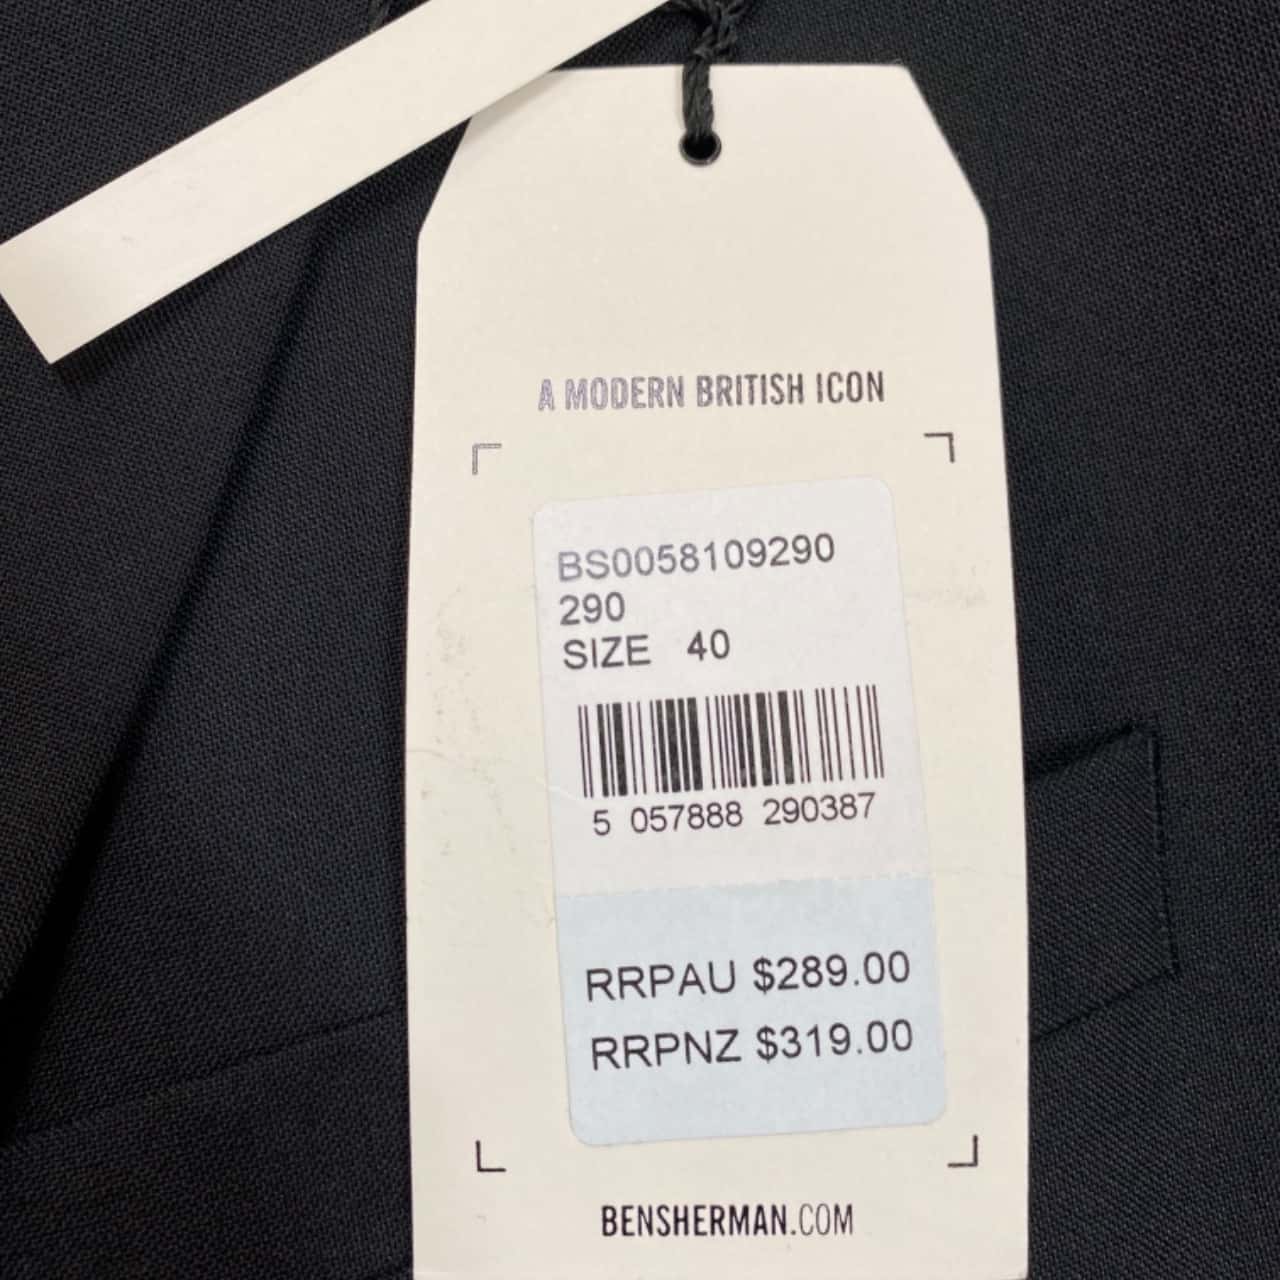 A MODERN BRITISH ICON
BS0058109290
290
SIZE 40
5 057888 290387
RRPAU $289.00
RRPNZ $319.00
BENSHERMAN.COM